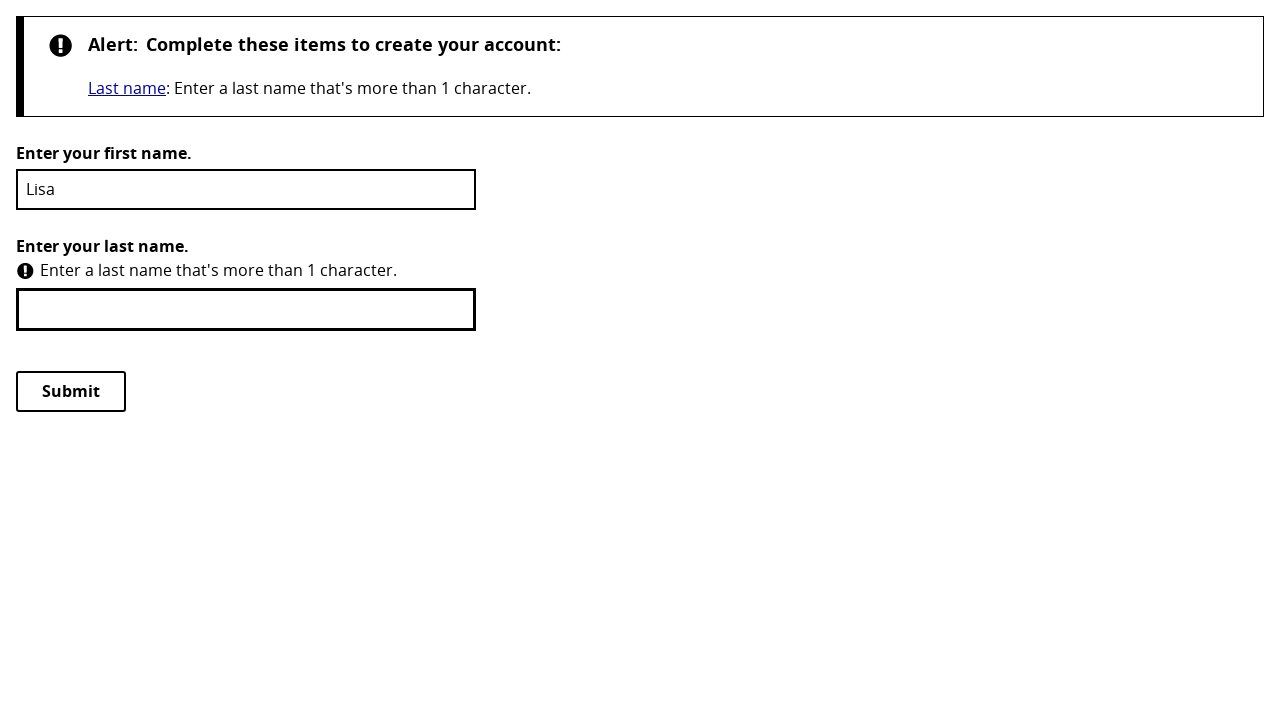 Alert: Complete these items to create your account:
Last name: Enter a last name that's more than 1 character.
Enter your first name.
Lisa
Enter your last name.
Enter a last name that's more than 1 character.
Submit